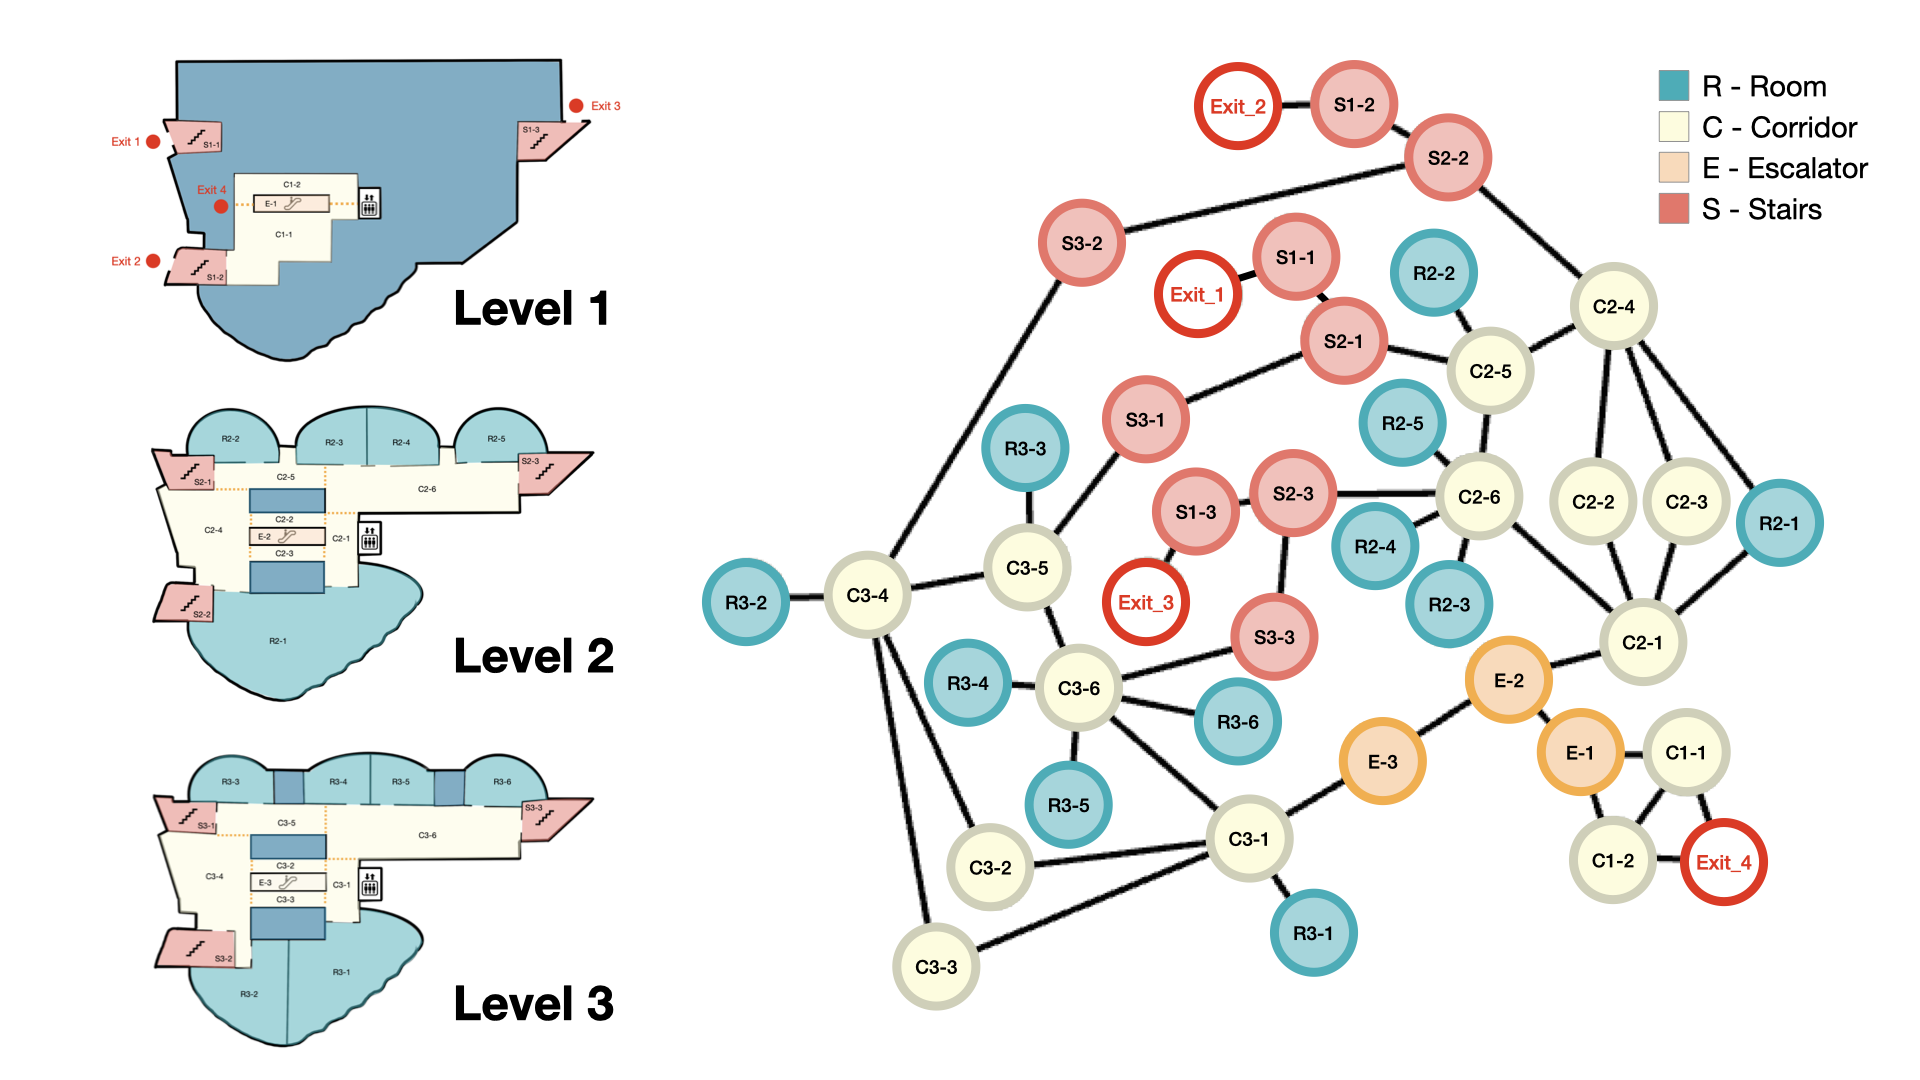 Exit 3
S1-3
Exit 1
S1-1
C1-2
Exit 4
E-1
C1-1
Exit 2
S1-2
Level 1
R2-2
R2-3
R2-4
R2-5
S2-3
C2-5
S2-1
C2-6
C2-2
C2-4
E-2
C2-1
C2-3
S2-2
R2-1
Level 2
R3-3
R3-4
R3-5
R3-6
S3-3
S3-1
C3-5
C3-6
C3-2
C3-4
E-3
C3-1
C3-3
S3-2
R3-1
R3-2
Level 3
Exit_2
S1-2
S2-2
S3-2
S1-1
R2-2
Exit_1
C2-4
S2-1
C2-5
S3-1
R2-5
R3-3
S2-3
C2-6
C2-2
C2-3
S1-3
R2-1
R2-4
C3-5
R3-2
C3-4
Exit_3
R2-3
S3-3
C2-1
R3-4
C3-6
E-2
R3-6
E-1
C1-1
E-3
R3-5
C3-1
C3-2
C1-2
Exit_4
R3-1
C3-3
R - Room
C - Corridor
E - Escalator
S - Stairs